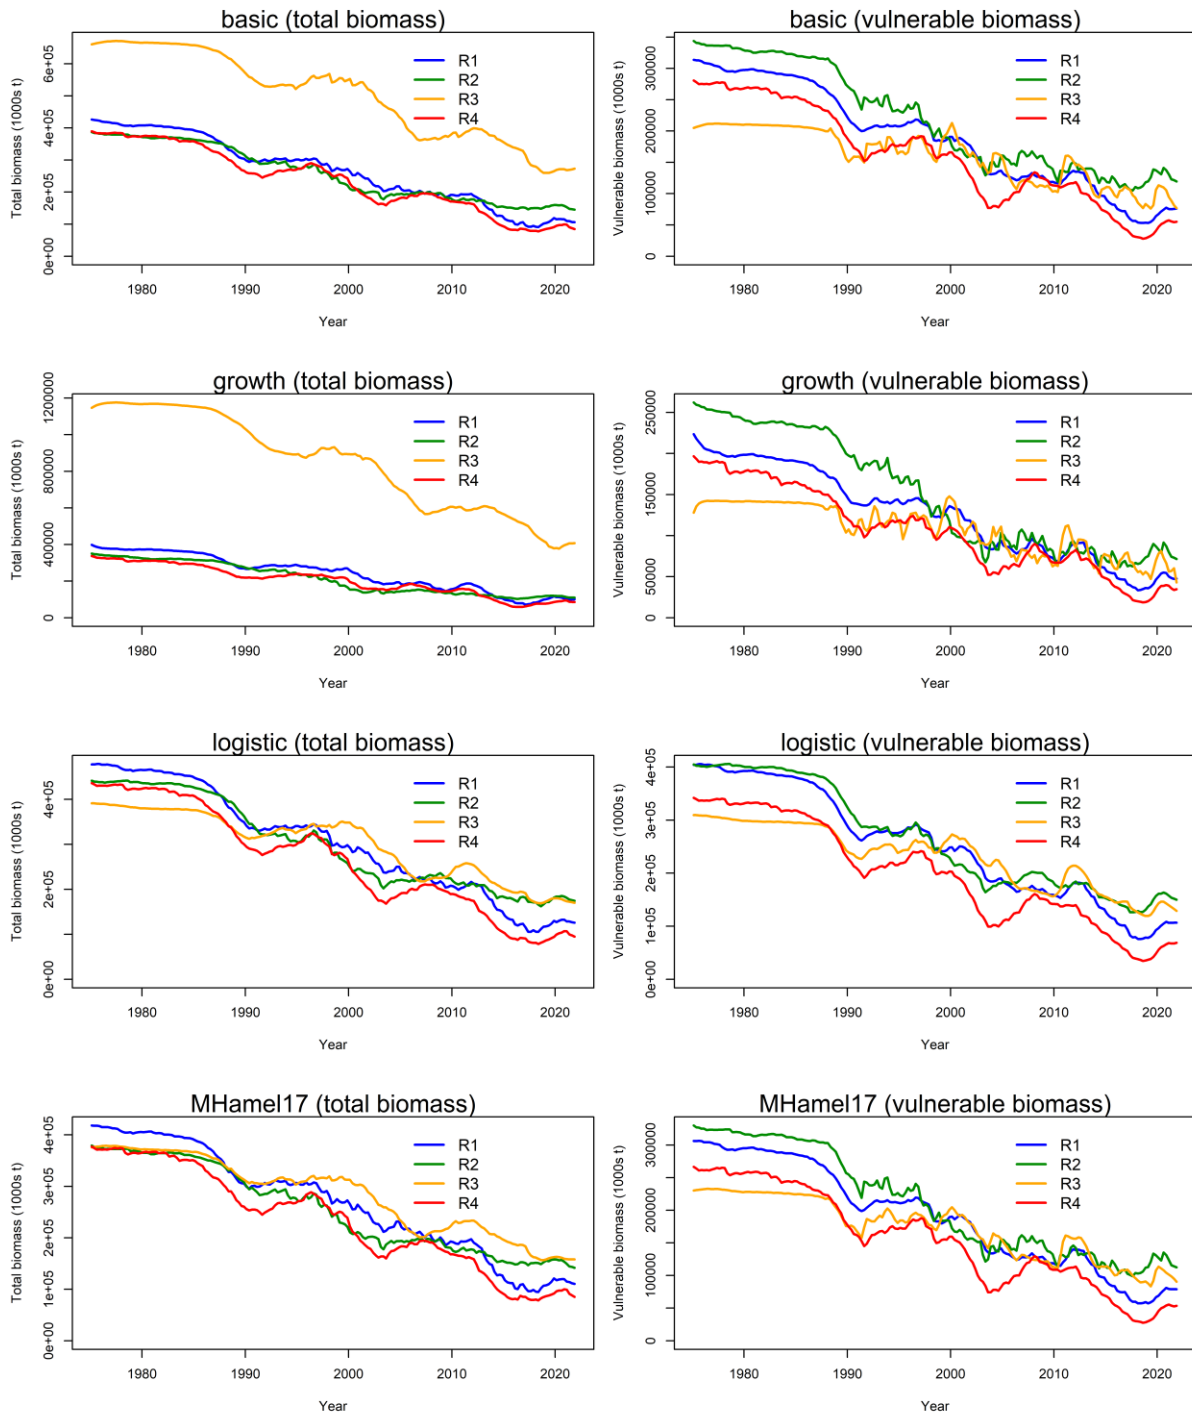 basic (total biomass)
Total biomass (1000s t)
0e+00 2e+05 4e+05 6e+05
R1
R2
R3
R4
1980 1990 2000 2010 2020
Year
basic (vulnerable biomass)
Vulnerable biomass (1000s t)
0 100000 200000 300000
R1
R2
R3
R4
1980 1990 2000 2010 2020
Year
growth (total biomass)
Total biomass (1000s t)
0 400000 800000 1200000
R1
R2
R3
R4
1980 1990 2000 2010 2020
Year
growth (vulnerable biomass)
Vulnerable biomass (1000s t)
0 50000 150000 250000
R1
R2
R3
R4
1980 1990 2000 2010 2020
Year
logistic (total biomass)
Total biomass (1000s t)
0e+00 2e+05 4e+05
R1
R2
R3
R4
1980 1990 2000 2010 2020
Year
logistic (vulnerable biomass)
Vulnerable biomass (1000s t)
0e+00 1e+05 2e+05 3e+05 4e+05
R1
R2
R3
R4
1980 1990 2000 2010 2020
Year
MHamel17 (total biomass)
Total biomass (1000s t)
0e+00 1e+05 2e+05 3e+05 4e+05
R1
R2
R3
R4
1980 1990 2000 2010 2020
Year
MHamel17 (vulnerable biomass)
Vulnerable biomass (1000s t)
0 100000 200000 300000
R1
R2
R3
R4
1980 1990 2000 2010 2020
Year